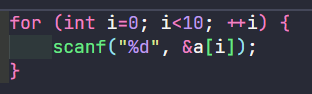 for (int i=0; i<10; ++i) {
    scanf("%d", &a[i]);
}